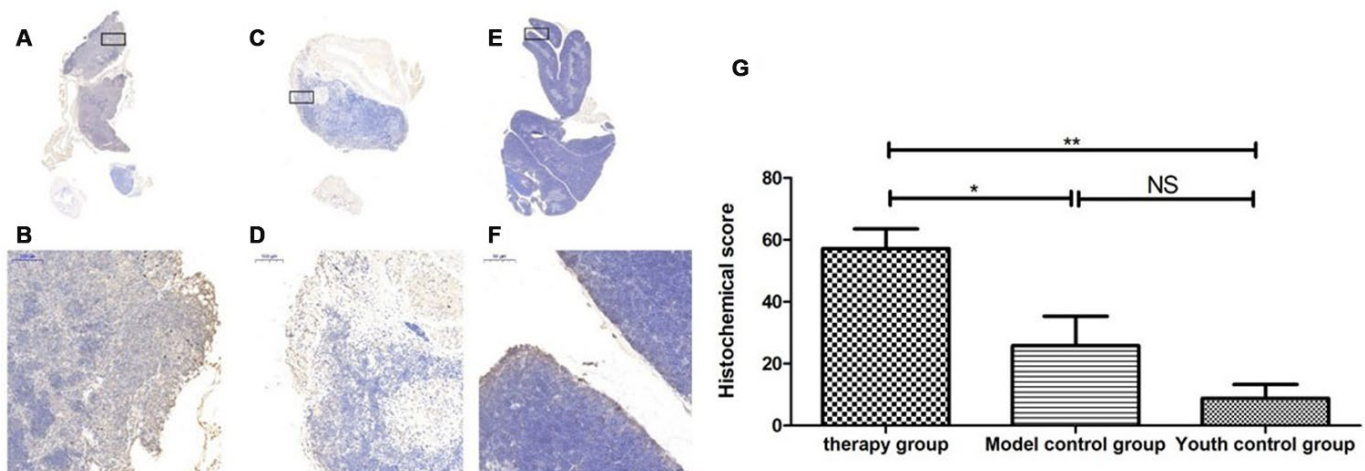 A
C
E
G
B
D
F
**
*
NS
80
60
40
20
0
Histochemical score
therapy group
Model control group
Youth control group